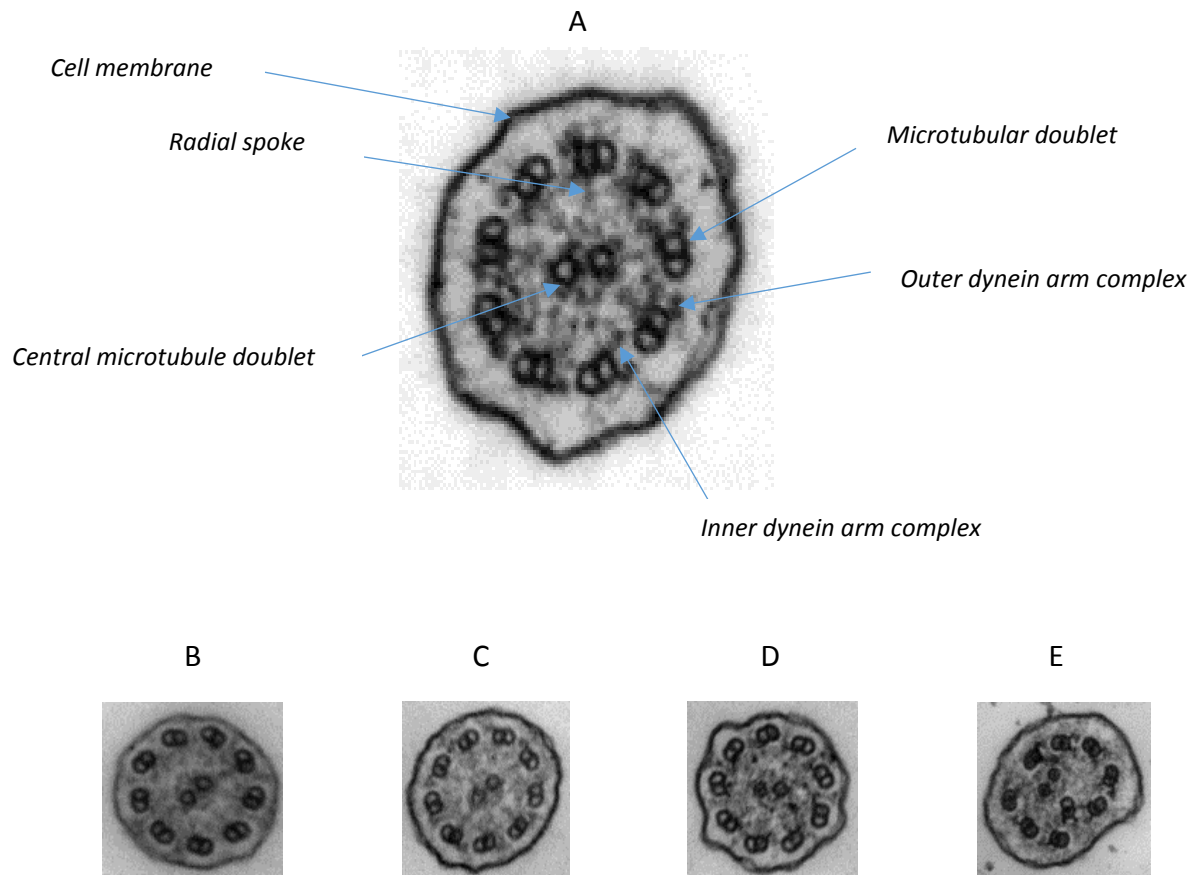 A
Cell membrane
Radial spoke
Microtubular doublet
Outer dynein arm complex
Central microtubule doublet
Inner dynein arm complex
B
C
D
E